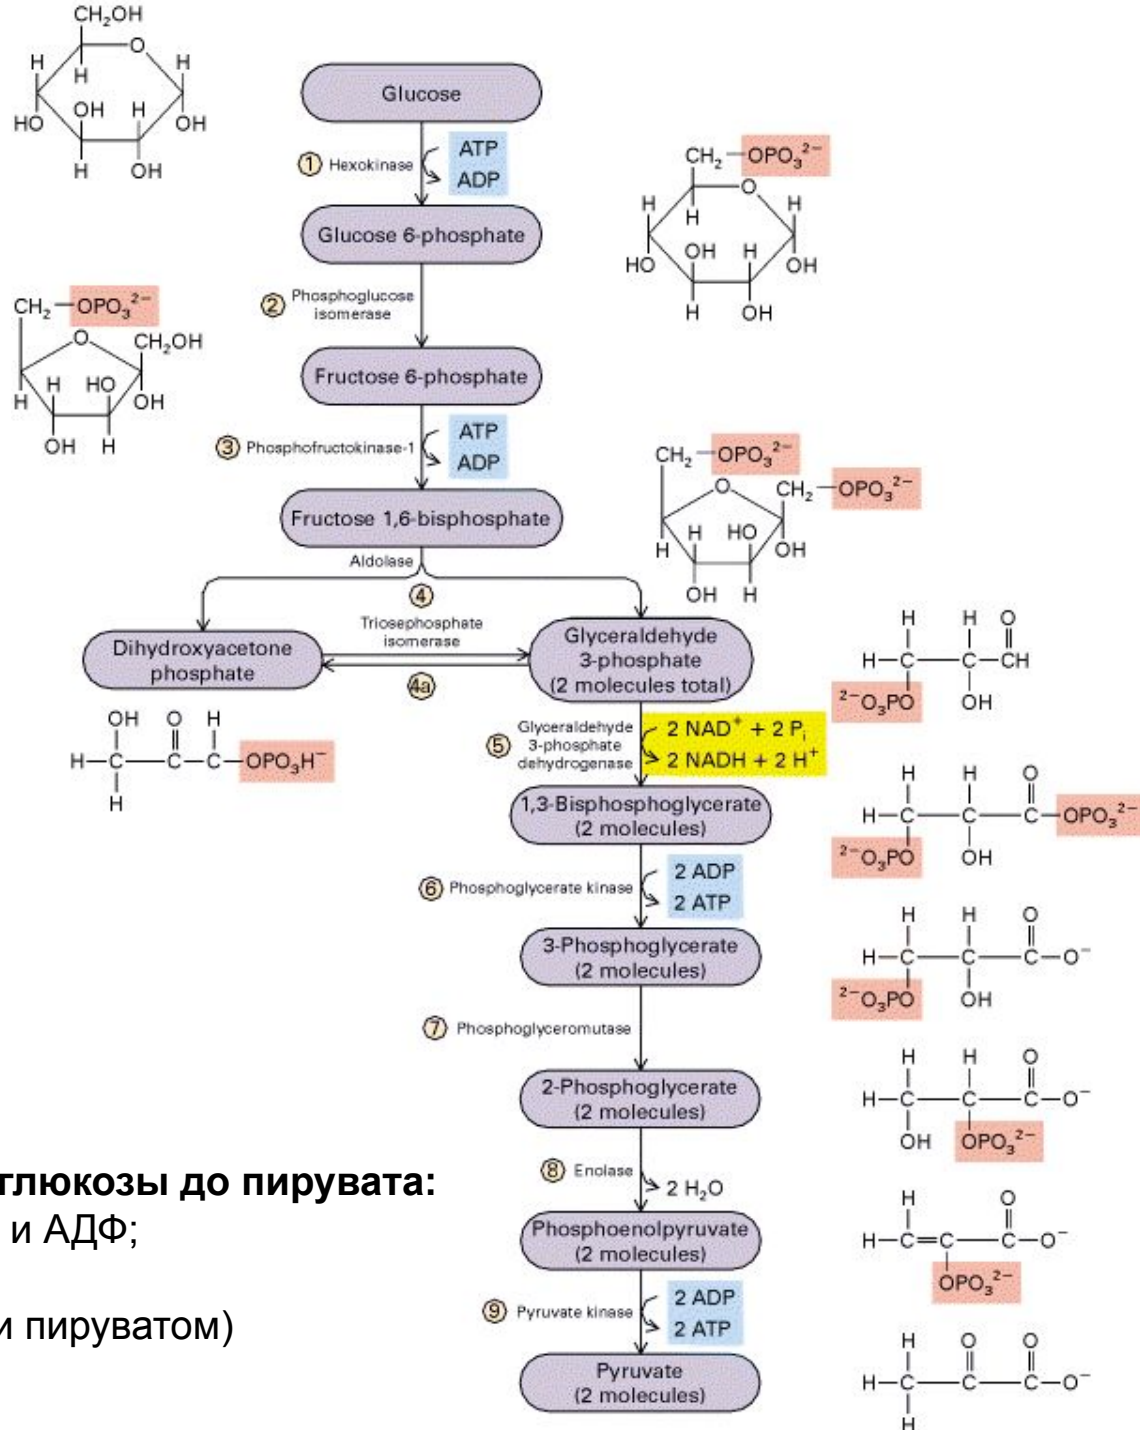 CH₂OH
O
H
H
H
OH
H
HO
OH
H
OH
Glucose
① Hexokinase
ATP
ADP
Glucose 6-phosphate
CH₂—OPO₃²⁻
O
H
H
H
OH
H
HO
OH
H
OH
② Phosphoglucose
isomerase
CH₂—OPO₃²⁻
O
CH₂OH
H
H
HO
OH
OH
H
Fructose 6-phosphate
③ Phosphofructokinase-1
ATP
ADP
Fructose 1,6-bisphosphate
CH₂—OPO₃²⁻
O
CH₂—OPO₃²⁻
H
H
HO
OH
OH
H
Aldolase
④
Dihydroxyacetone
phosphate
Triosephosphate
isomerase
④a
Glyceraldehyde
3-phosphate
(2 molecules total)
H H O
H—C—C—CH
²⁻O₃PO OH
OH O H
H—C—C—C—OPO₃H⁻
H
⑤ Glyceraldehyde
3-phosphate
dehydrogenase
2 NAD⁺ + 2 Pᵢ
2 NADH + 2 H⁺
1,3-Bisphosphoglycerate
(2 molecules)
H H O
H—C—C—C—OPO₃²⁻
²⁻O₃PO OH
⑥ Phosphoglycerate kinase
2 ADP
2 ATP
3-Phosphoglycerate
(2 molecules)
H H O
H—C—C—C—O⁻
²⁻O₃PO OH
⑦ Phosphoglyceromutase
2-Phosphoglycerate
(2 molecules)
H H O
H—C—C—C—O⁻
OH OPO₃²⁻
⑧ Enolase
2 H₂O
глюкозы до пирувата:
и АДФ;
и пируватом)
Phosphoenolpyruvate
(2 molecules)
H O
H—C=C—C—O⁻
OPO₃²⁻
⑨ Pyruvate kinase
2 ADP
2 ATP
Pyruvate
(2 molecules)
H O O
H—C—C—C—O⁻
H